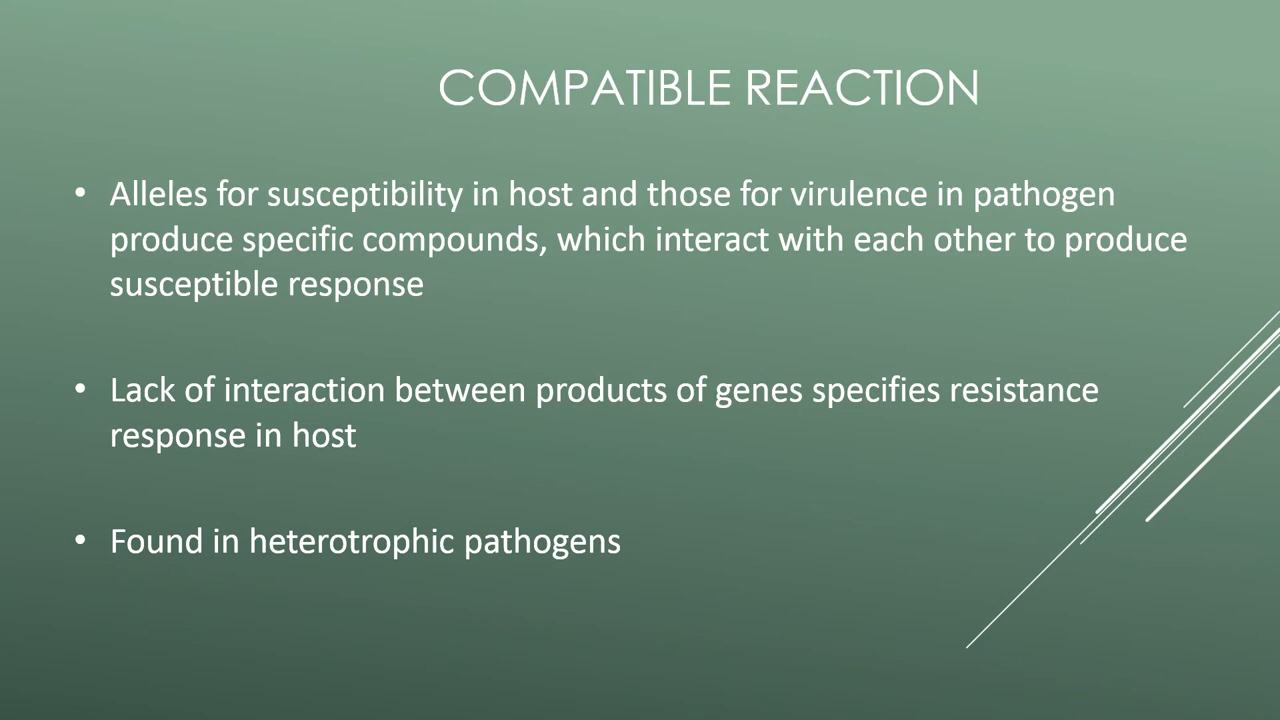 COMPATIBLE REACTION
• Alleles for susceptibility in host and those for virulence in pathogen
produce specific compounds, which interact with each other to produce
susceptible response
• Lack of interaction between products of genes specifies resistance
response in host
• Found in heterotrophic pathogens